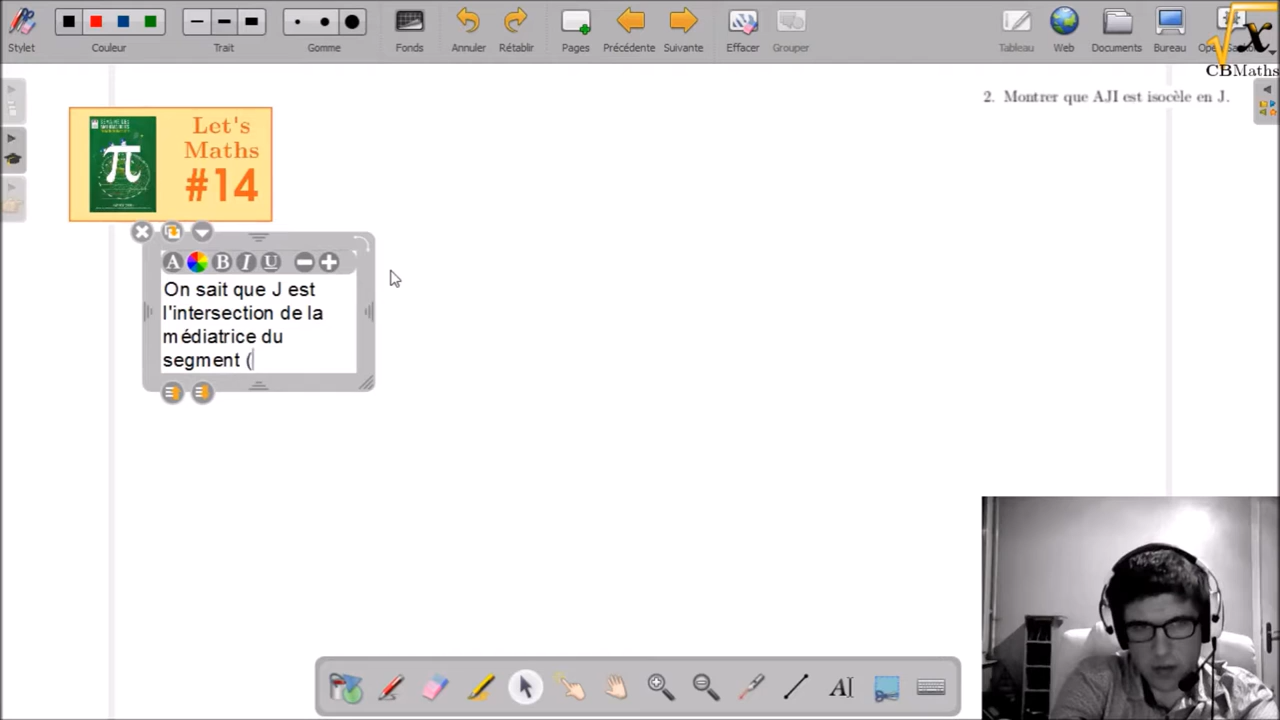 Stylet
Couleur
Trait
Gomme
Fonds
Annuler
Rétablir
Pages
Précédente
Suivante
Effacer
Grouper
Tableau
Web
Documents
Bureau
√x
CBMaths
2. Montrer que AJI est isocèle en J.
π
Let's
Maths
#14
A B I U
On sait que J est
l'intersection de la
médiatrice du
segment (
AI